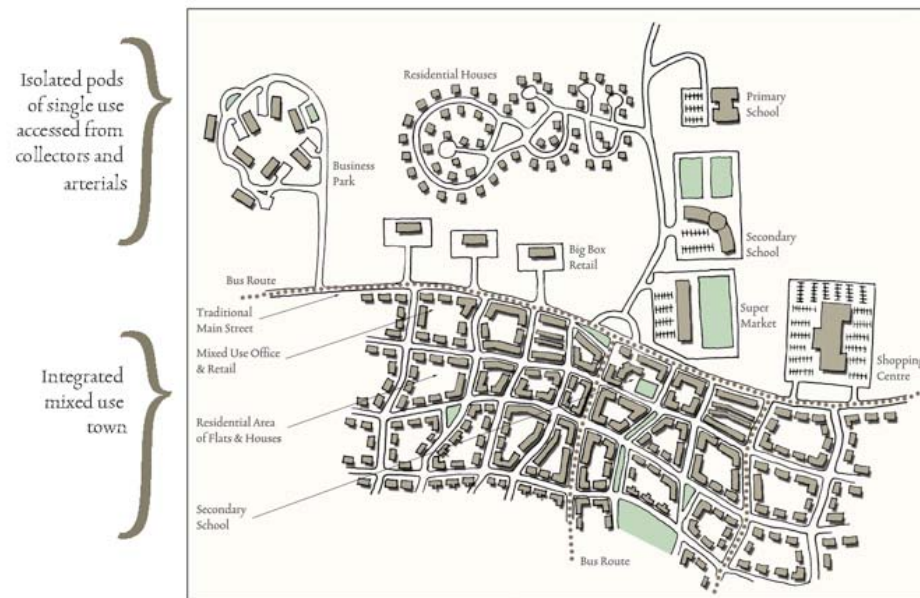 Isolated pods
of single use
accessed from
collectors and
arterials
Integrated
mixed use
town
Residential Houses
Primary
School
Business
Park
Secondary
School
Big Box
Retail
Bus Route
Traditional
Main Street
Super
Market
Mixed Use Office
& Retail
Shopping
Centre
Residential Area
of Flats & Houses
Secondary
School
Bus Route